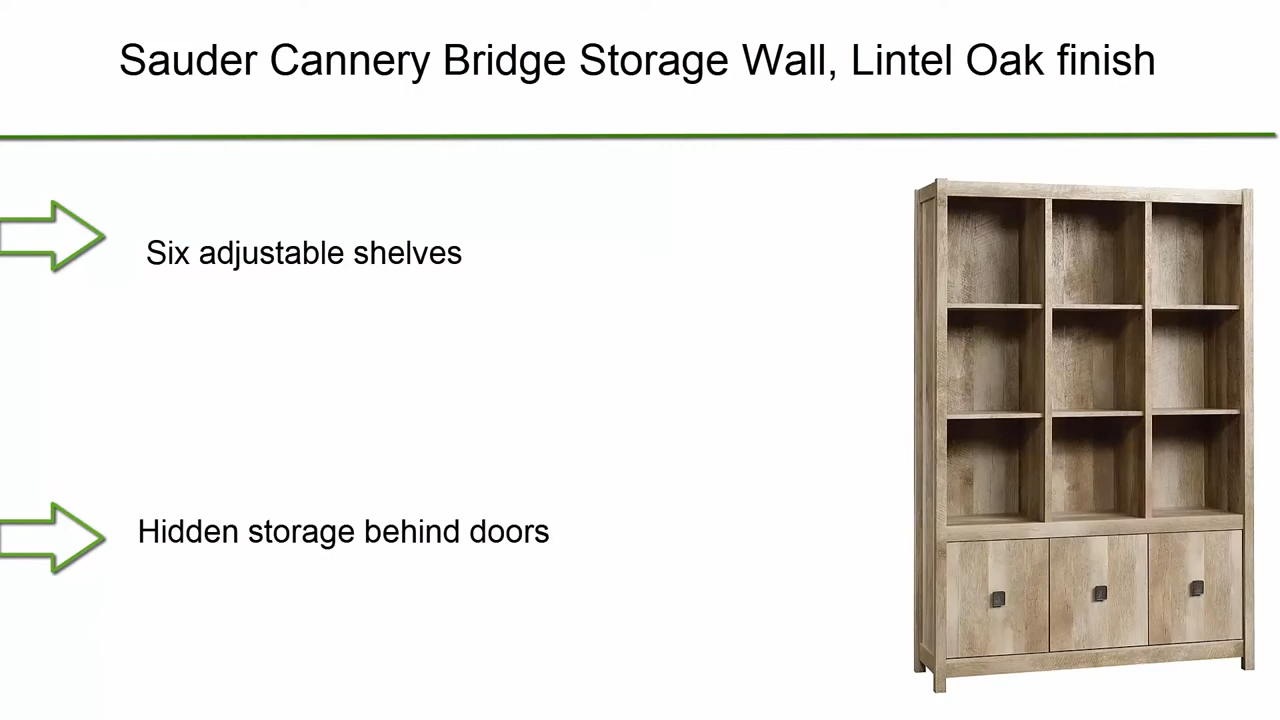 Sauder Cannery Bridge Storage Wall, Lintel Oak finish
Six adjustable shelves
Hidden storage behind doors